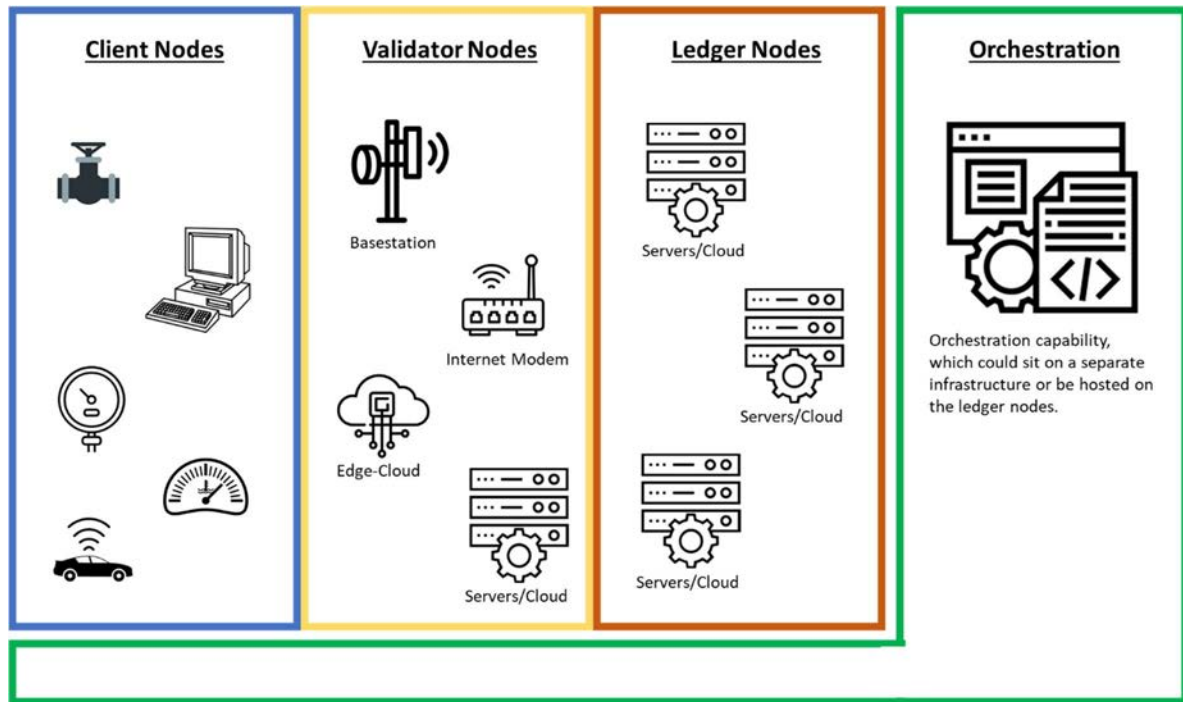 Client Nodes
Validator Nodes
Basestation
Internet Modem
Edge-Cloud
Servers/Cloud
Ledger Nodes
Servers/Cloud
Servers/Cloud
Servers/Cloud
Orchestration
Orchestration capability,
which could sit on a separate
infrastructure or be hosted on
the ledger nodes.